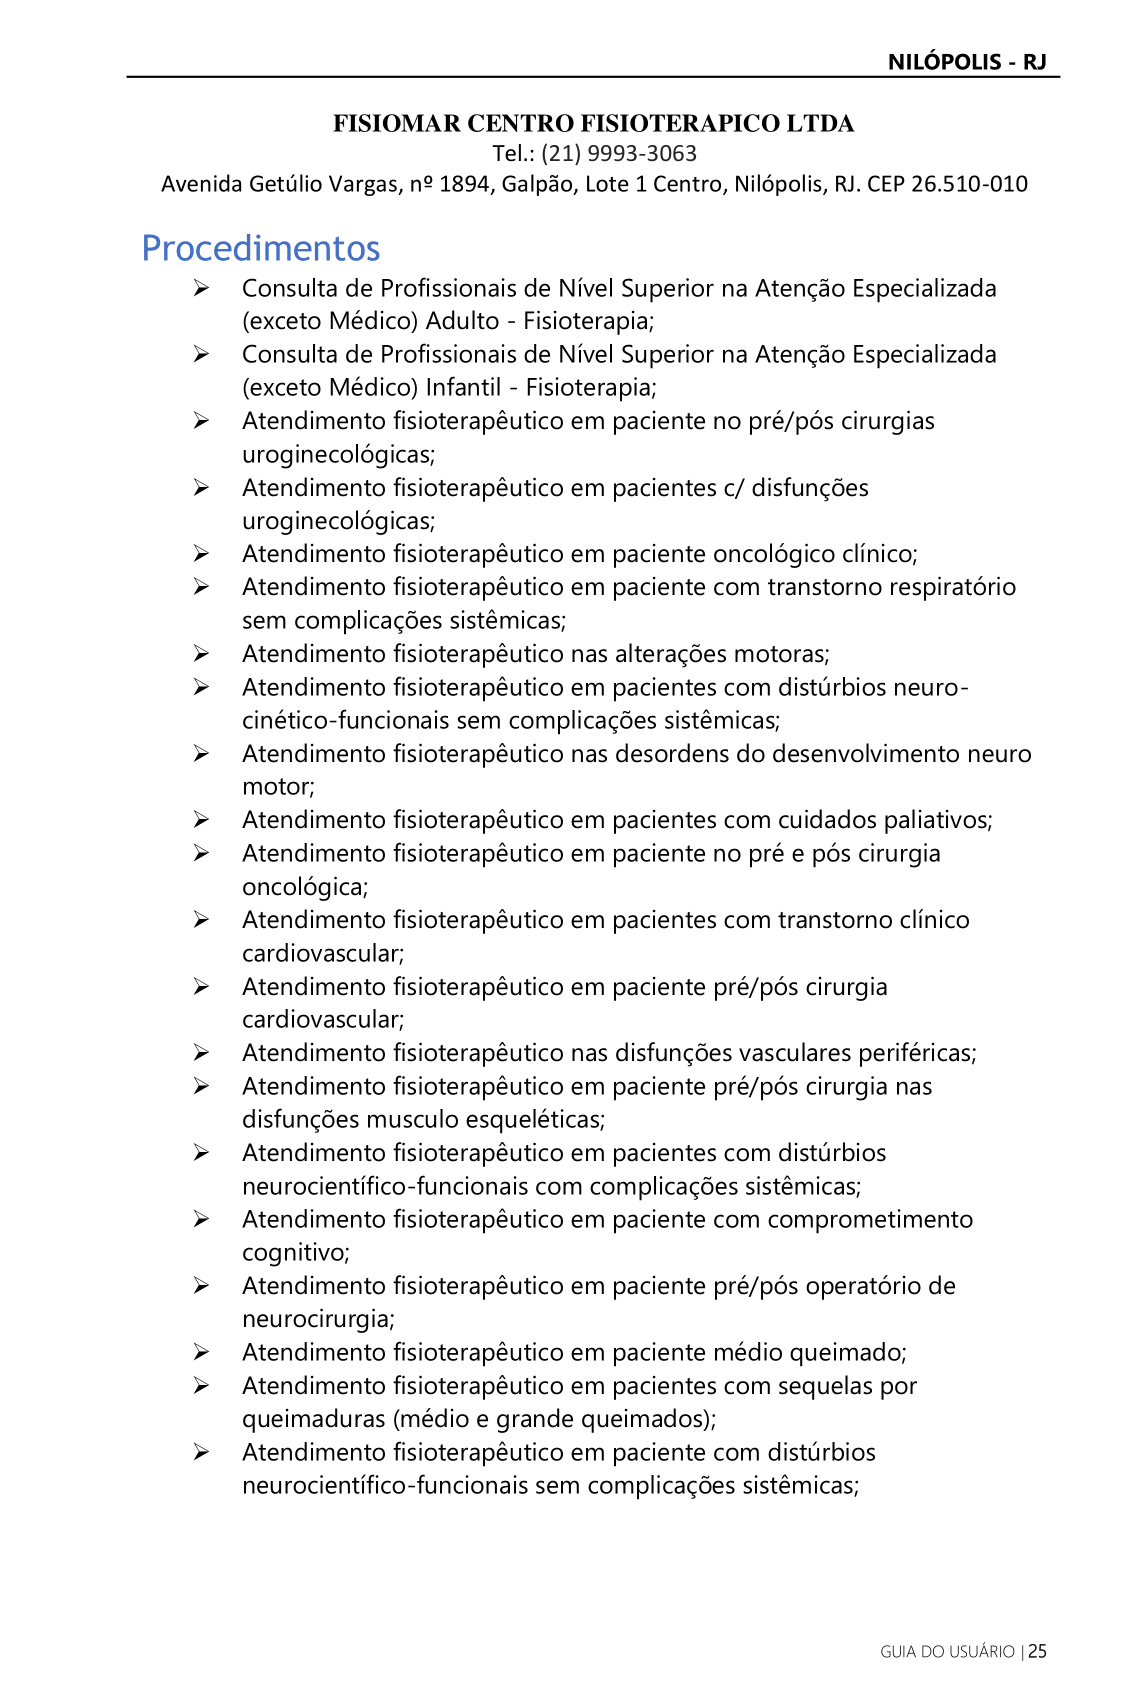 NILÓPOLIS - RJ
FISIOMAR CENTRO FISIOTERAPICO LTDA
Tel.: (21) 9993-3063
Avenida Getúlio Vargas, nº 1894, Galpão, Lote 1 Centro, Nilópolis, RJ. CEP 26.510-010
Procedimentos
➢ Consulta de Profissionais de Nível Superior na Atenção Especializada
(exceto Médico) Adulto - Fisioterapia;
➢ Consulta de Profissionais de Nível Superior na Atenção Especializada
(exceto Médico) Infantil - Fisioterapia;
➢ Atendimento fisioterapêutico em paciente no pré/pós cirurgias
uroginecológicas;
➢ Atendimento fisioterapêutico em pacientes c/ disfunções
uroginecológicas;
➢ Atendimento fisioterapêutico em paciente oncológico clínico;
➢ Atendimento fisioterapêutico em paciente com transtorno respiratório
sem complicações sistêmicas;
➢ Atendimento fisioterapêutico nas alterações motoras;
➢ Atendimento fisioterapêutico em pacientes com distúrbios neuro-
cinético-funcionais sem complicações sistêmicas;
➢ Atendimento fisioterapêutico nas desordens do desenvolvimento neuro
motor;
➢ Atendimento fisioterapêutico em pacientes com cuidados paliativos;
➢ Atendimento fisioterapêutico em paciente no pré e pós cirurgia
oncológica;
➢ Atendimento fisioterapêutico em pacientes com transtorno clínico
cardiovascular;
➢ Atendimento fisioterapêutico em paciente pré/pós cirurgia
cardiovascular;
➢ Atendimento fisioterapêutico nas disfunções vasculares periféricas;
➢ Atendimento fisioterapêutico em paciente pré/pós cirurgia nas
disfunções musculo esqueléticas;
➢ Atendimento fisioterapêutico em pacientes com distúrbios
neurocientífico-funcionais com complicações sistêmicas;
➢ Atendimento fisioterapêutico em paciente com comprometimento
cognitivo;
➢ Atendimento fisioterapêutico em paciente pré/pós operatório de
neurocirurgia;
➢ Atendimento fisioterapêutico em paciente médio queimado;
➢ Atendimento fisioterapêutico em pacientes com sequelas por
queimaduras (médio e grande queimados);
➢ Atendimento fisioterapêutico em paciente com distúrbios
neurocientífico-funcionais sem complicações sistêmicas;
GUIA DO USUÁRIO | 25